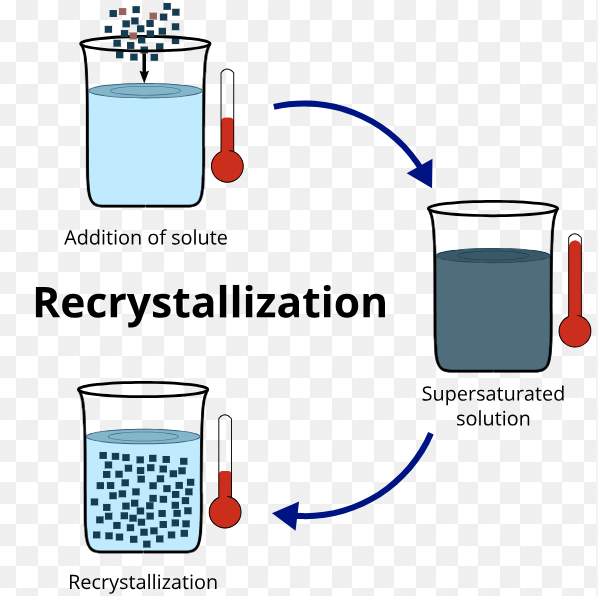 Addition of solute
Recrystallization
Supersaturated
solution
Recrystallization